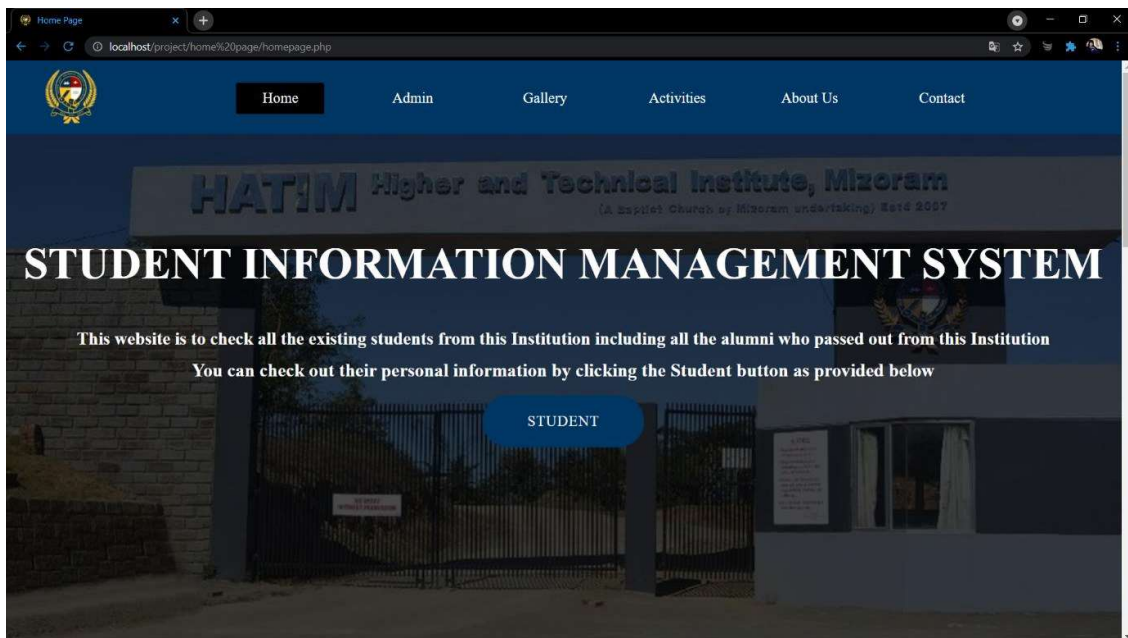 Home Page
localhost/project/home%20page/homepage.php
Home Admin Gallery Activities About Us Contact
HATIM Higher and Technical Institute, Mizoram
(A Baptist Church of Mizoram undertaking) Estd 2007
STUDENT INFORMATION MANAGEMENT SYSTEM
This website is to check all the existing students from this Institution including all the alumni who passed out from this Institution
You can check out their personal information by clicking the Student button as provided below
STUDENT